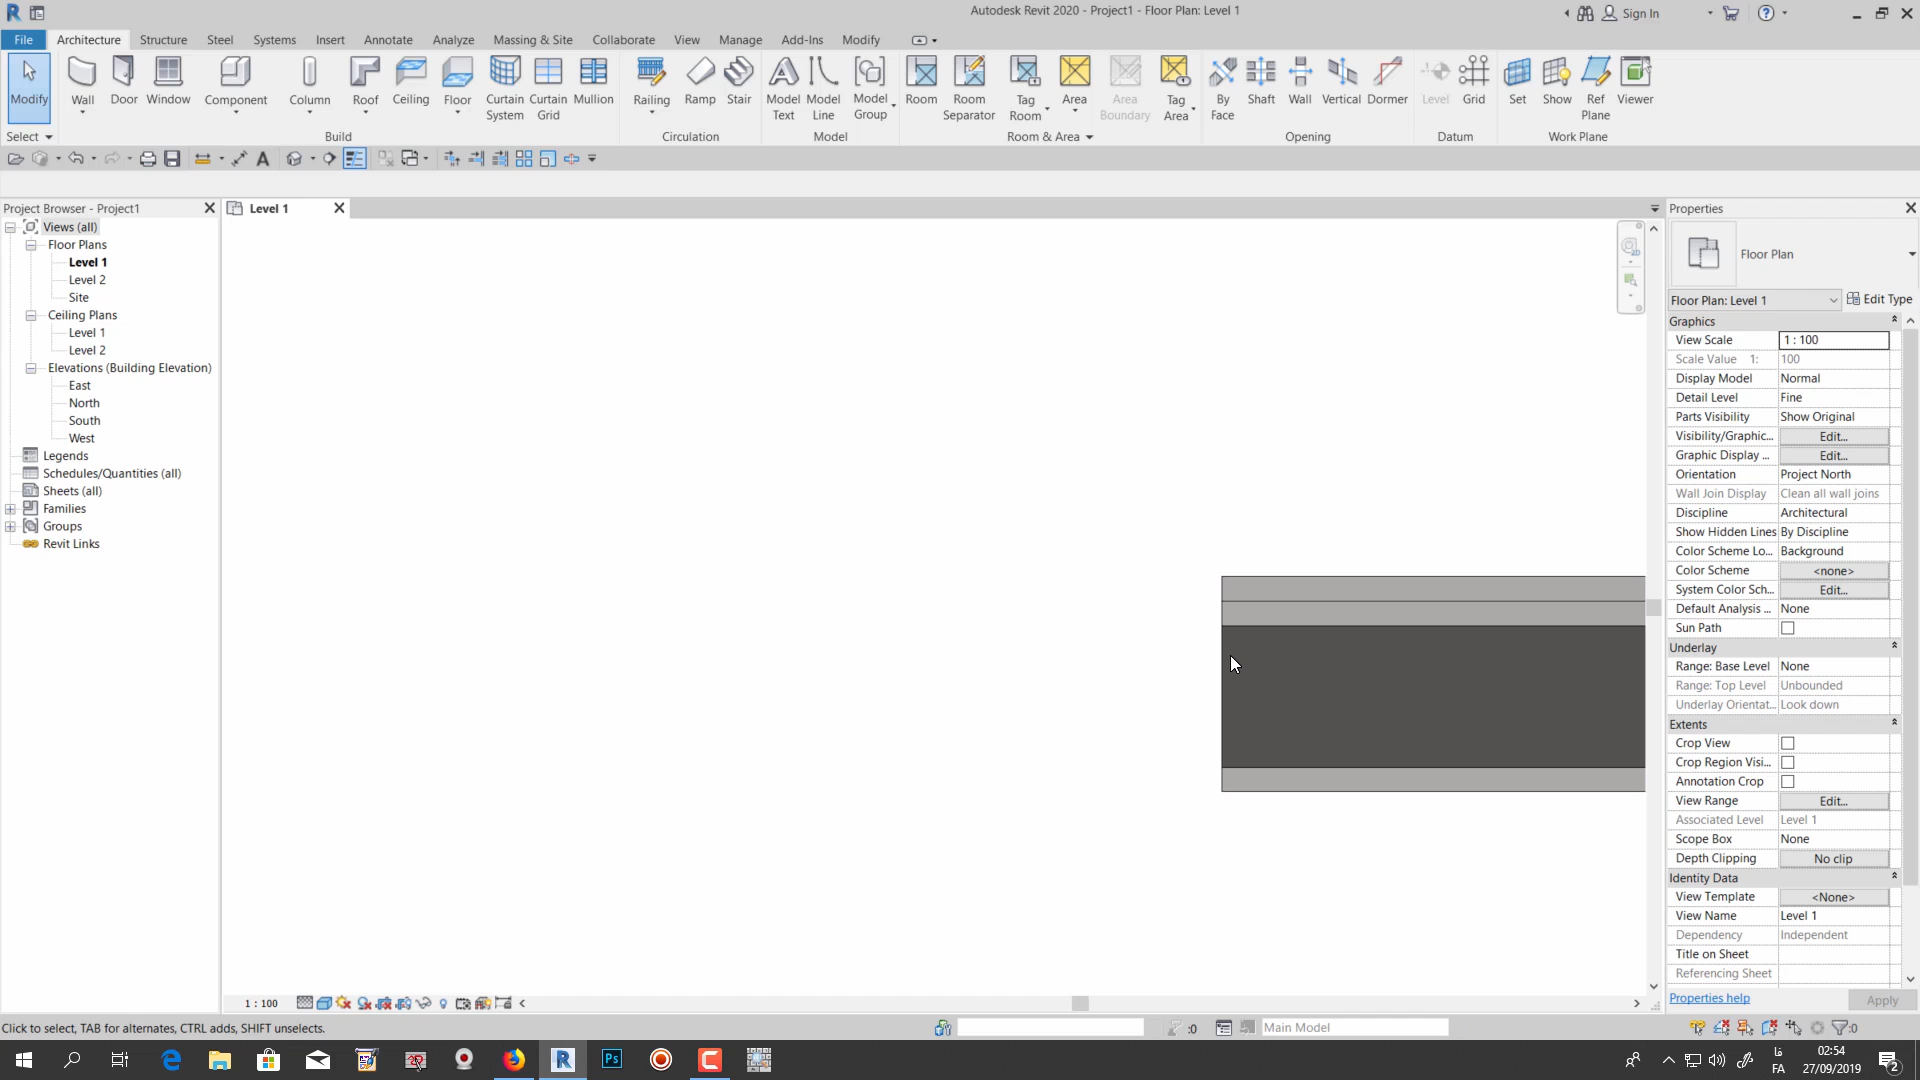 Autodesk Revit 2020 - Project1 - Floor Plan: Level 1
Sign In
File Architecture Structure Steel Systems Insert Annotate Analyze Massing & Site Collaborate View Manage Add-Ins Modify
Modify Wall Door Window Component Column Roof Ceiling Floor Curtain System Curtain Grid Mullion Railing Ramp Stair Model Text Model Line Model Group Room Room Separator Tag Room Area Area Boundary Tag Area By Face Shaft Wall Vertical Dormer Level Grid Set Show Ref Plane Viewer
Select Build Circulation Model Room & Area Opening Datum Work Plane
Project Browser - Project1
Views (all)
Floor Plans
Level 1
Level 2
Site
Ceiling Plans
Level 1
Level 2
Elevations (Building Elevation)
East
North
South
West
Legends
Schedules/Quantities (all)
Sheets (all)
Families
Groups
Revit Links
Level 1
Properties
Floor Plan
Floor Plan: Level 1 Edit Type
Graphics
View Scale 1 : 100
Scale Value 1: 100
Display Model Normal
Detail Level Fine
Parts Visibility Show Original
Visibility/Graphic... Edit...
Graphic Display ... Edit...
Orientation Project North
Wall Join Display Clean all wall joins
Discipline Architectural
Show Hidden Lines By Discipline
Color Scheme Lo... Background
Color Scheme <none>
System Color Sch... Edit...
Default Analysis ... None
Sun Path
Underlay
Range: Base Level None
Range: Top Level Unbounded
Underlay Orientat... Look down
Extents
Crop View
Crop Region Visi...
Annotation Crop
View Range Edit...
Associated Level Level 1
Scope Box None
Depth Clipping No clip
Identity Data
View Template <None>
View Name Level 1
Dependency Independent
Title on Sheet
Referencing Sheet
Properties help Apply
1 : 100
Click to select, TAB for alternates, CTRL adds, SHIFT unselects.
:0 Main Model :0
فا
FA
02:54
27/09/2019
2